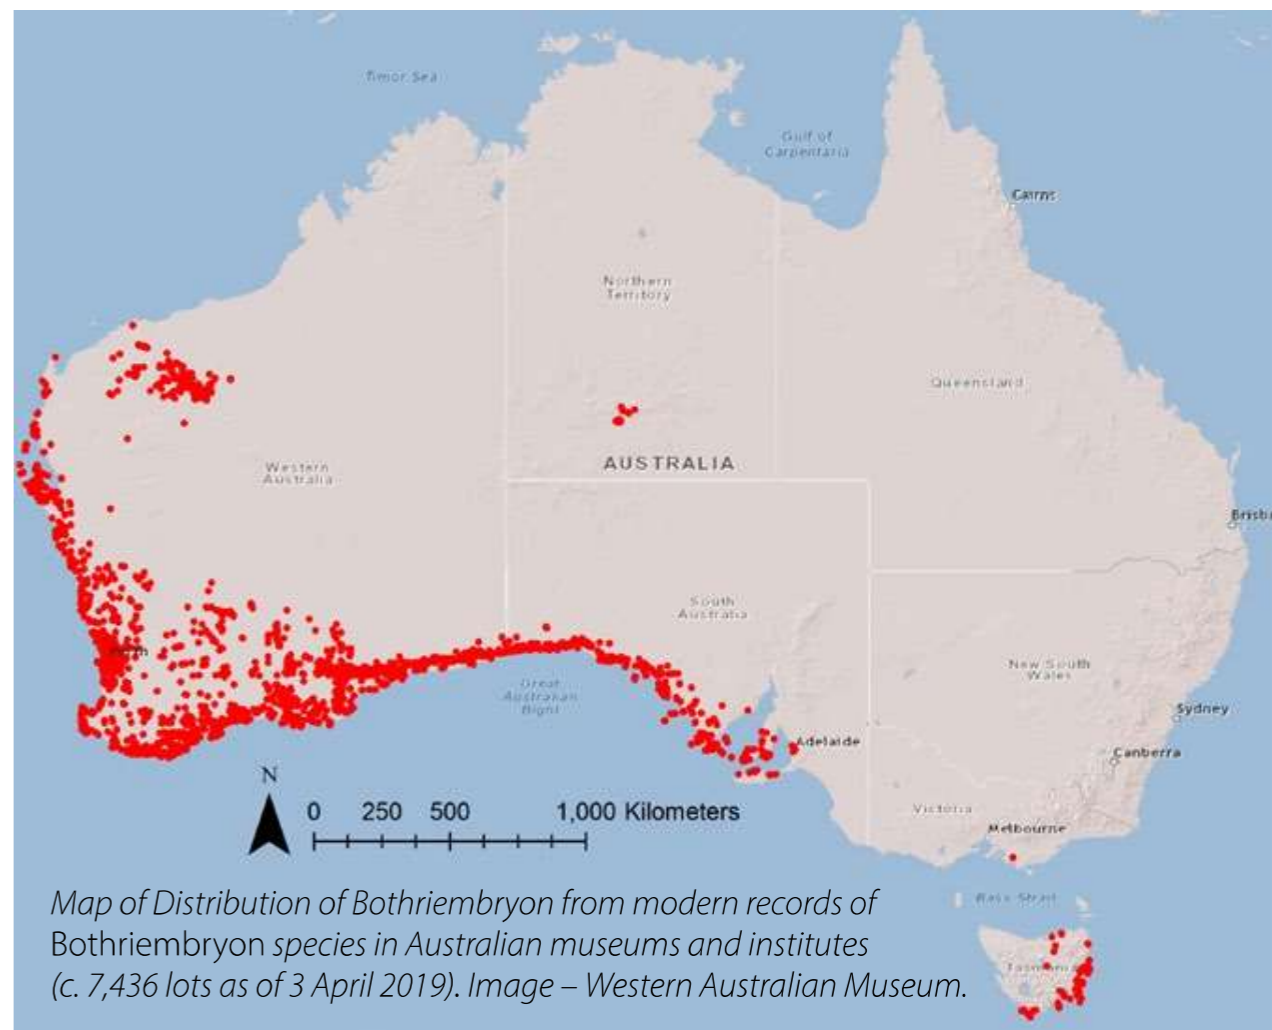 Timor Sea
Gulf of
Carpentaria
Cairns
Northern
Territory
Queensland
AUSTRALIA
Western
Australia
Brisb
South
Australia
New South
Wales
Great
Australian
Bight
Sydney
Adelaide
Canberra
N
0 250 500 1,000 Kilometers
Victoria
Melbourne
Bass Strait
Map of Distribution of Bothriembryon from modern records of
Bothriembryon species in Australian museums and institutes
(c. 7,436 lots as of 3 April 2019). Image – Western Australian Museum.
Tasmania